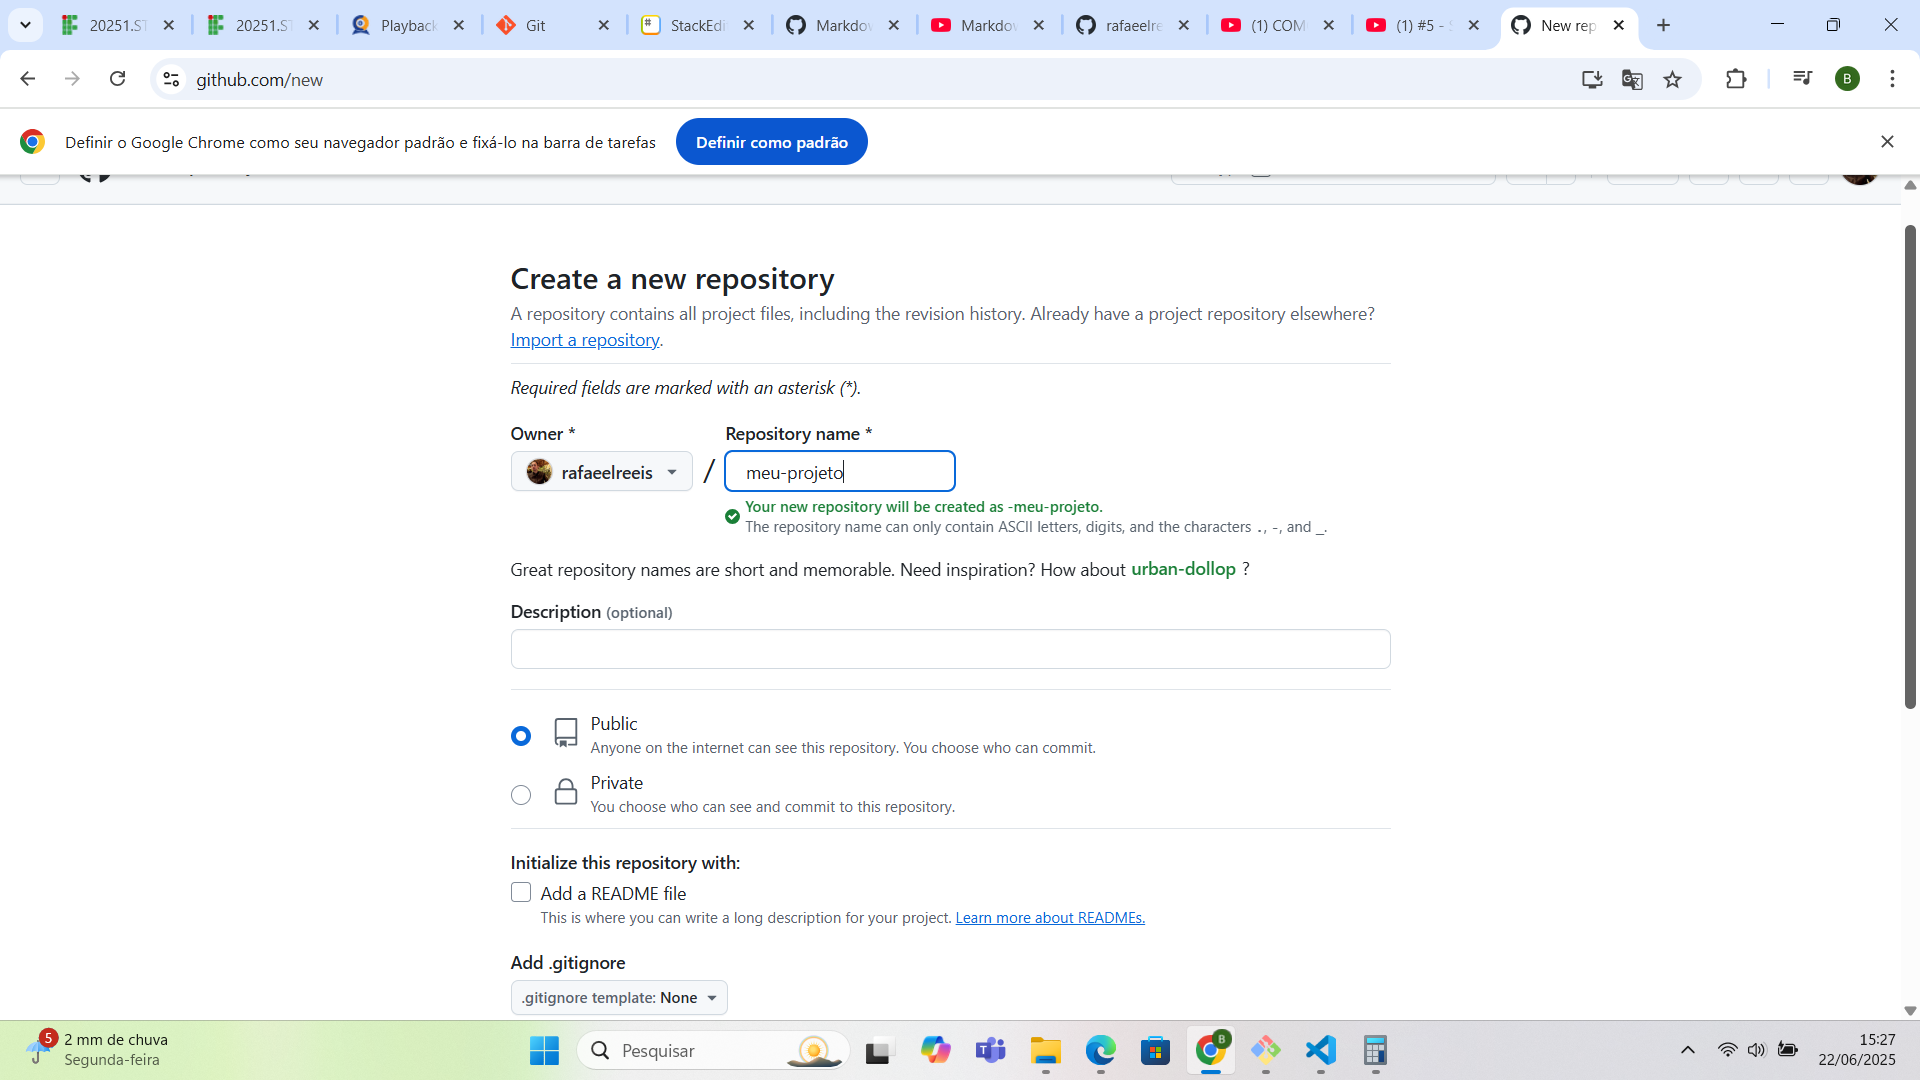 20251.ST
20251.ST
Playback
Git
StackEdi
Markdow
Markdow
rafaeelre
(1) COM
(1) #5 - S
New rep
github.com/new
B
Definir o Google Chrome como seu navegador padrão e fixá-lo na barra de tarefas
Definir como padrão
Create a new repository
A repository contains all project files, including the revision history. Already have a project repository elsewhere?
Import a repository.
Required fields are marked with an asterisk (*).
Owner *
Repository name *
rafaeelreeis
/
meu-projeto
Your new repository will be created as -meu-projeto.
The repository name can only contain ASCII letters, digits, and the characters ., -, and _.
Great repository names are short and memorable. Need inspiration? How about urban-dollop ?
Description (optional)
Public
Anyone on the internet can see this repository. You choose who can commit.
Private
You choose who can see and commit to this repository.
Initialize this repository with:
Add a README file
This is where you can write a long description for your project. Learn more about READMEs.
Add .gitignore
.gitignore template: None
5
2 mm de chuva
Segunda-feira
Pesquisar
B
15:27
22/06/2025